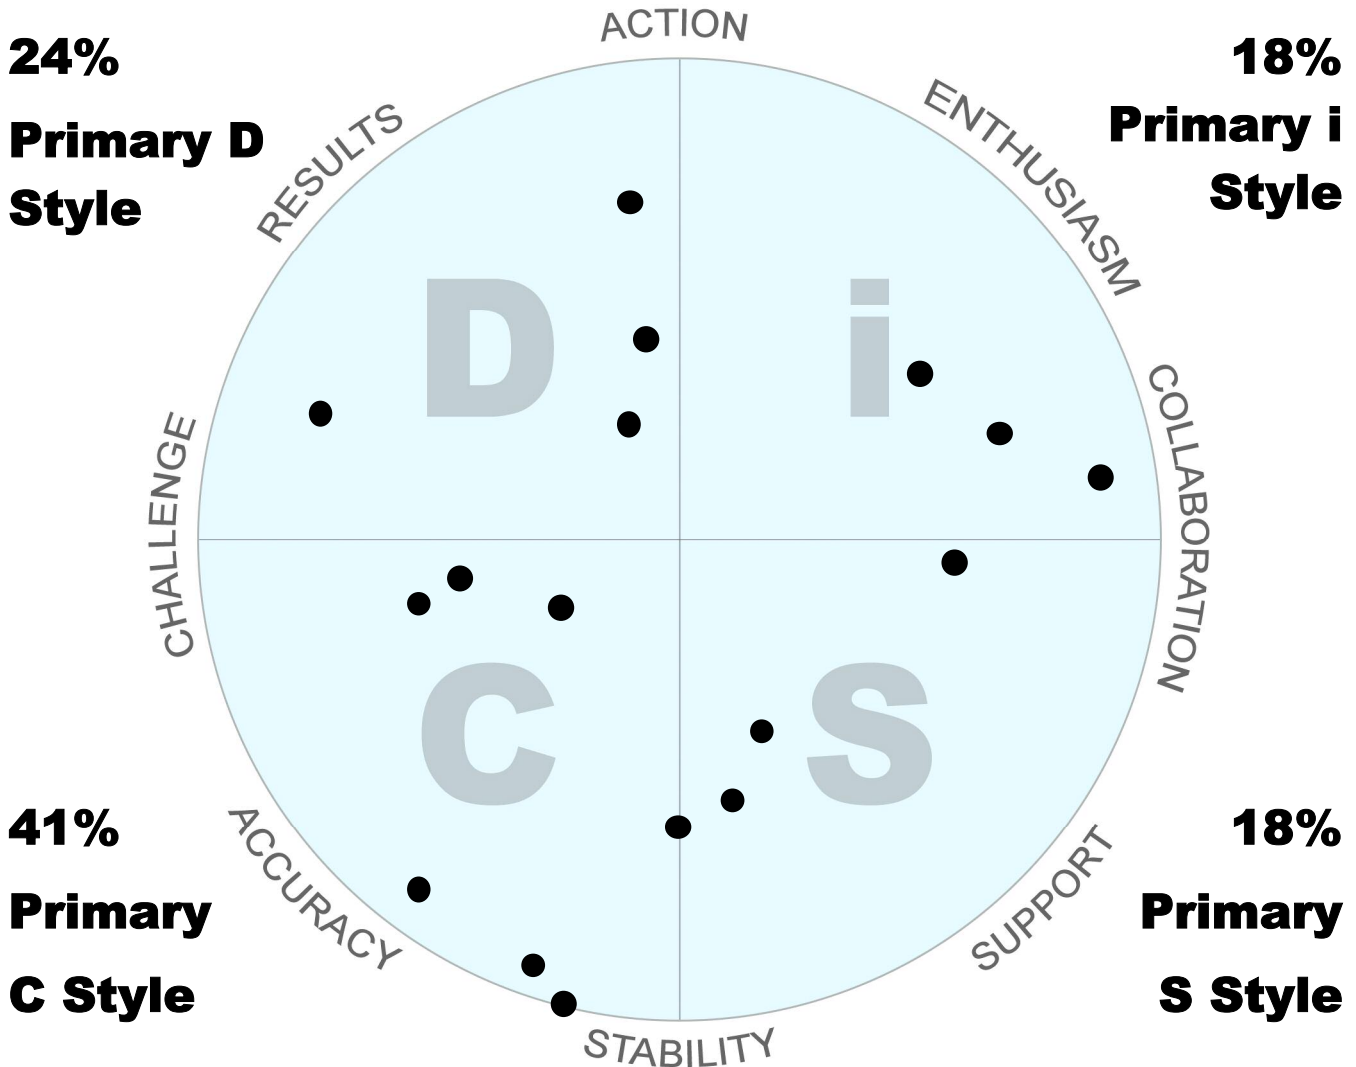 ACTION
24%
Primary D
Style
18%
Primary i
Style
RESULTS
ENTHUSIASM
D
i
CHALLENGE
COLLABORATION
C
S
41%
Primary
C Style
18%
Primary
S Style
ACCURACY
SUPPORT
STABILITY